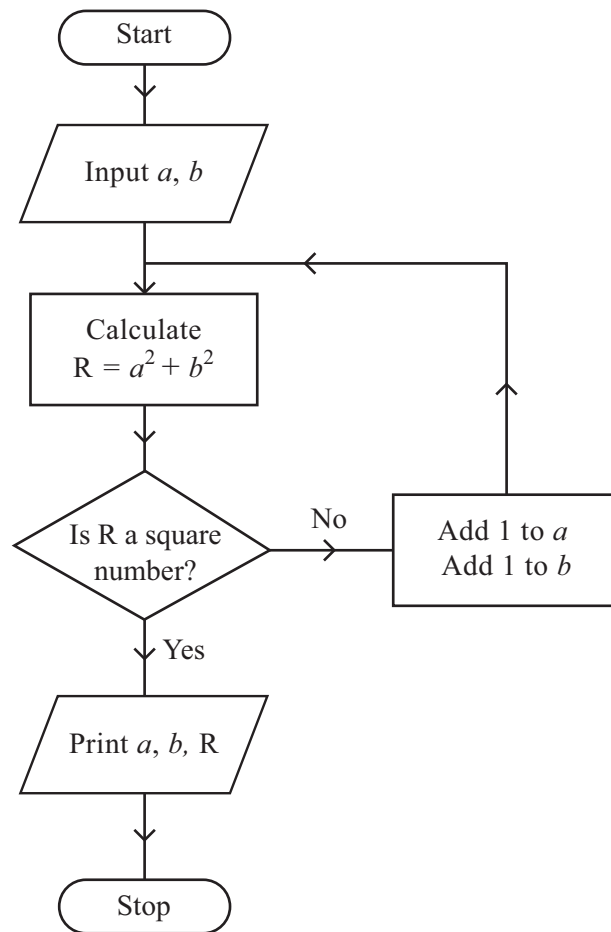 Start
Input a, b
Calculate
R = a² + b²
Is R a square
number?
No
Add 1 to a
Add 1 to b
Yes
Print a, b, R
Stop